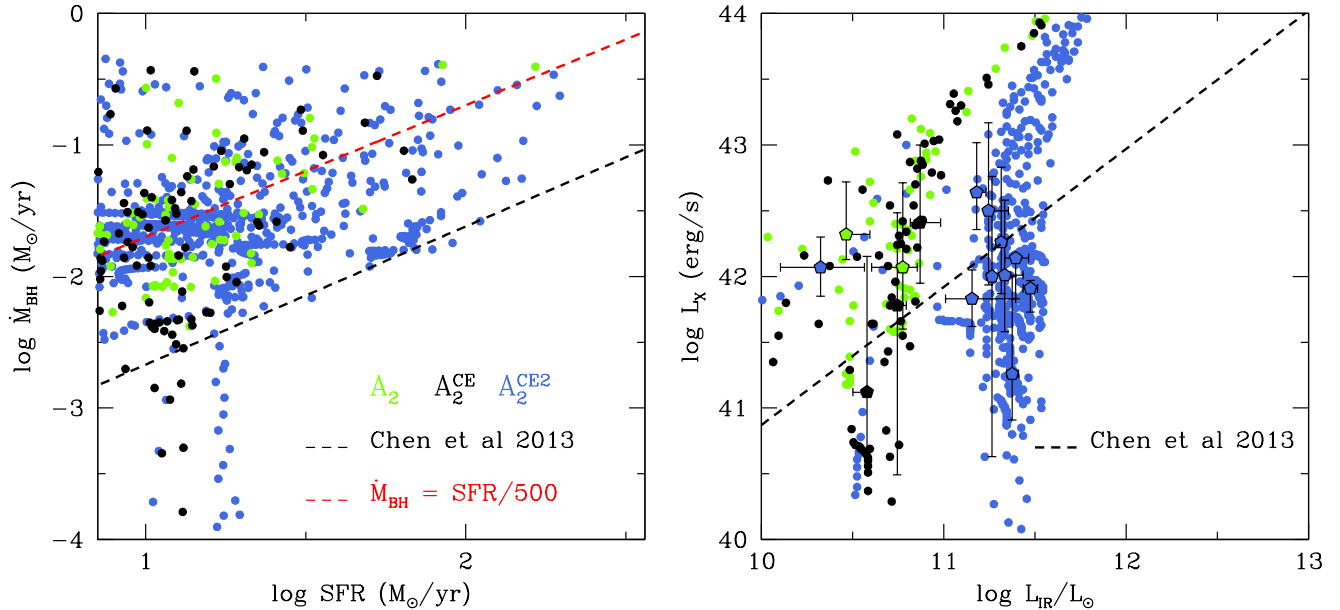 0
−1
−2
−3
−4
1
2
log Ṁ_BH (M_⊙/yr)
log SFR (M_⊙/yr)
A_2 A_2^CE A_2^CE2
Chen et al 2013
Ṁ_BH = SFR/500
44
43
42
41
40
10
11
12
13
log L_X (erg/s)
log L_IR/L_⊙
Chen et al 2013